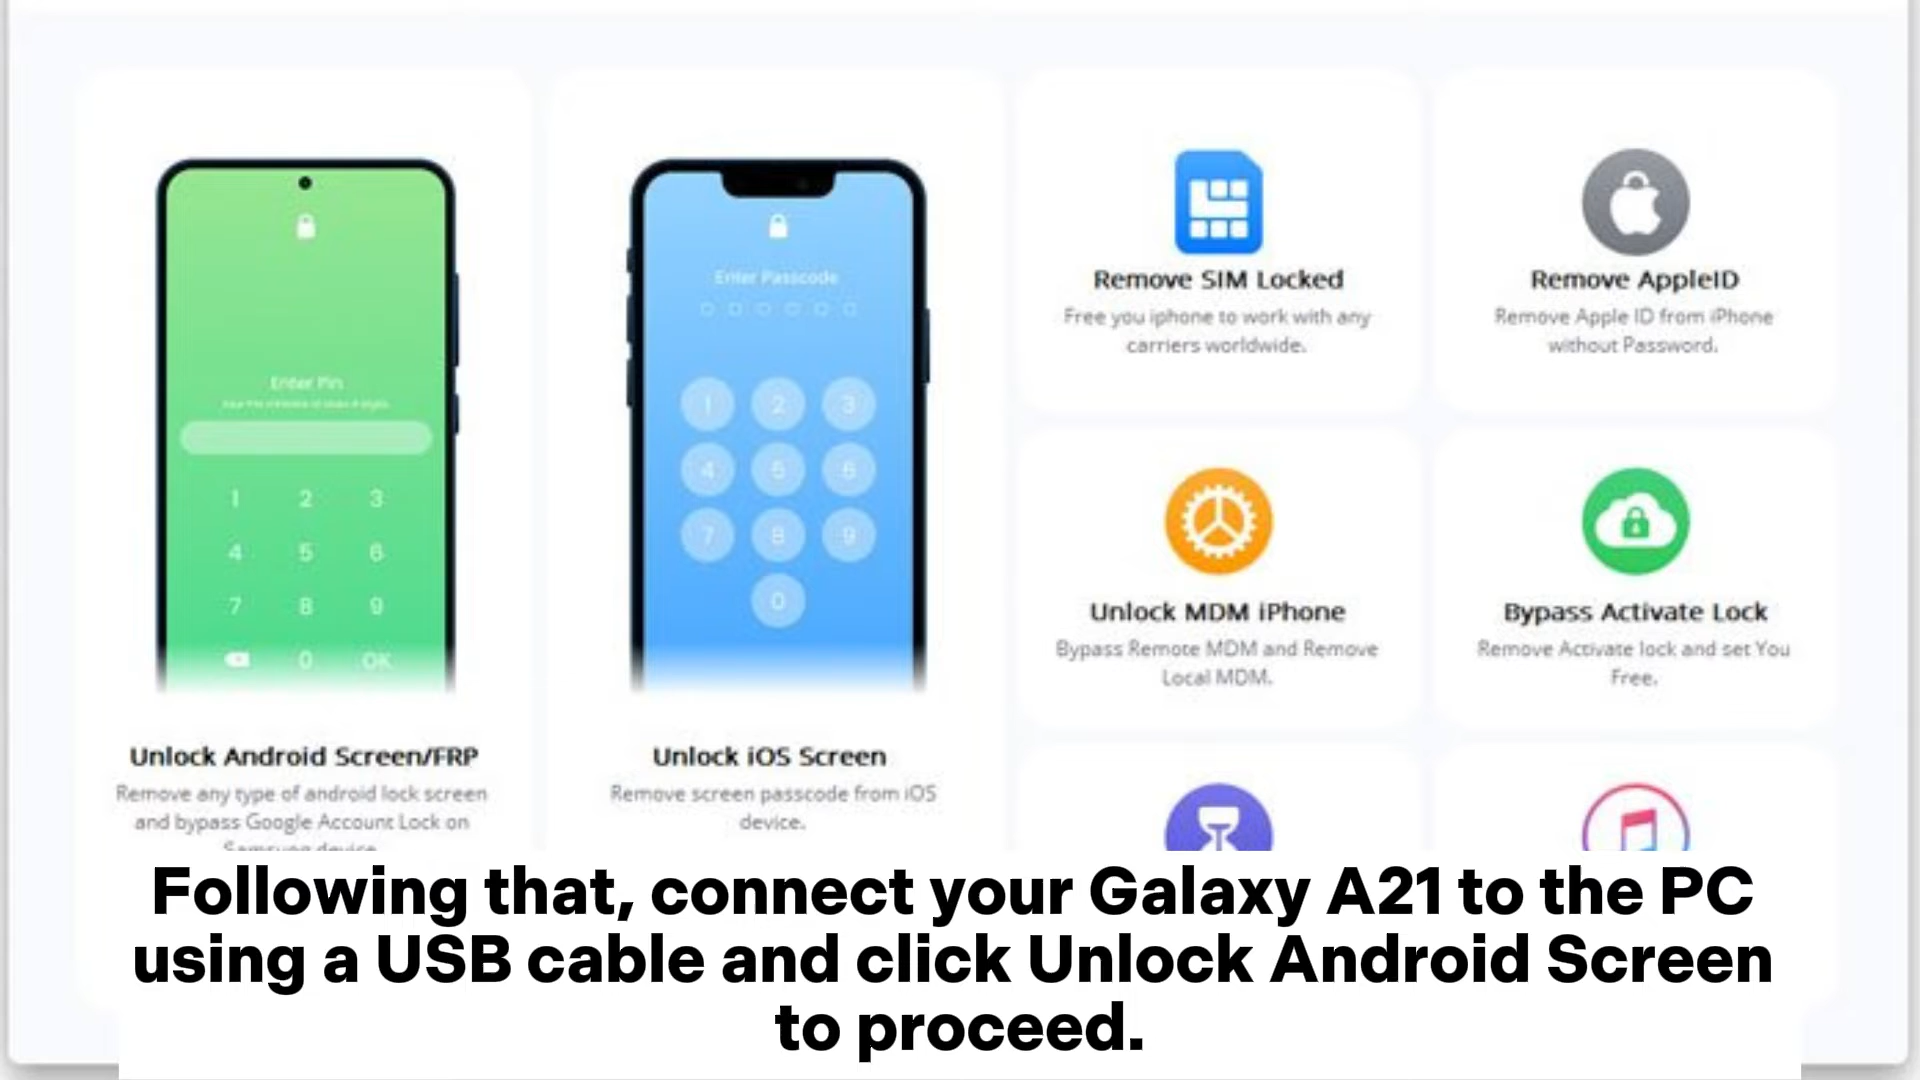 Enter Pin
1 2 3
4 5 6
7 8 9
0 OK
Unlock Android Screen/FRP
Remove any type of android lock screen
and bypass Google Account Lock on
Samsung device.
Enter Passcode
1 2 3
4 5 6
7 8 9
0
Unlock iOS Screen
Remove screen passcode from iOS
device.
Remove SIM Locked
Free you iphone to work with any
carriers worldwide.
Remove AppleID
Remove Apple ID from iPhone
without Password.
Unlock MDM iPhone
Bypass Remote MDM and Remove
Local MDM.
Bypass Activate Lock
Remove Activate lock and set You
Free.
Following that, connect your Galaxy A21 to the PC
using a USB cable and click Unlock Android Screen
to proceed.